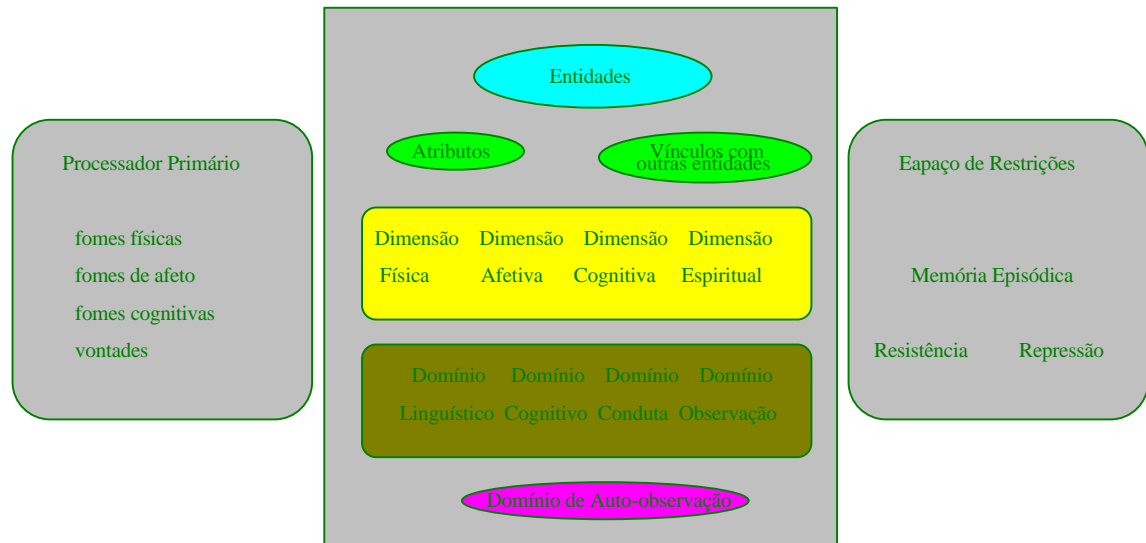 Processador Primário
fomes físicas
fomes de afeto
fomes cognitivas
vontades
Entidades
Atributos
Vínculos com
outras entidades
Dimensão Dimensão Dimensão Dimensão
Física Afetiva Cognitiva Espiritual
Domínio Domínio Domínio Domínio
Linguístico Cognitivo Conduta Observação
Domínio de Auto-observação
Eapaço de Restrições
Memória Episódica
Resistência Repressão